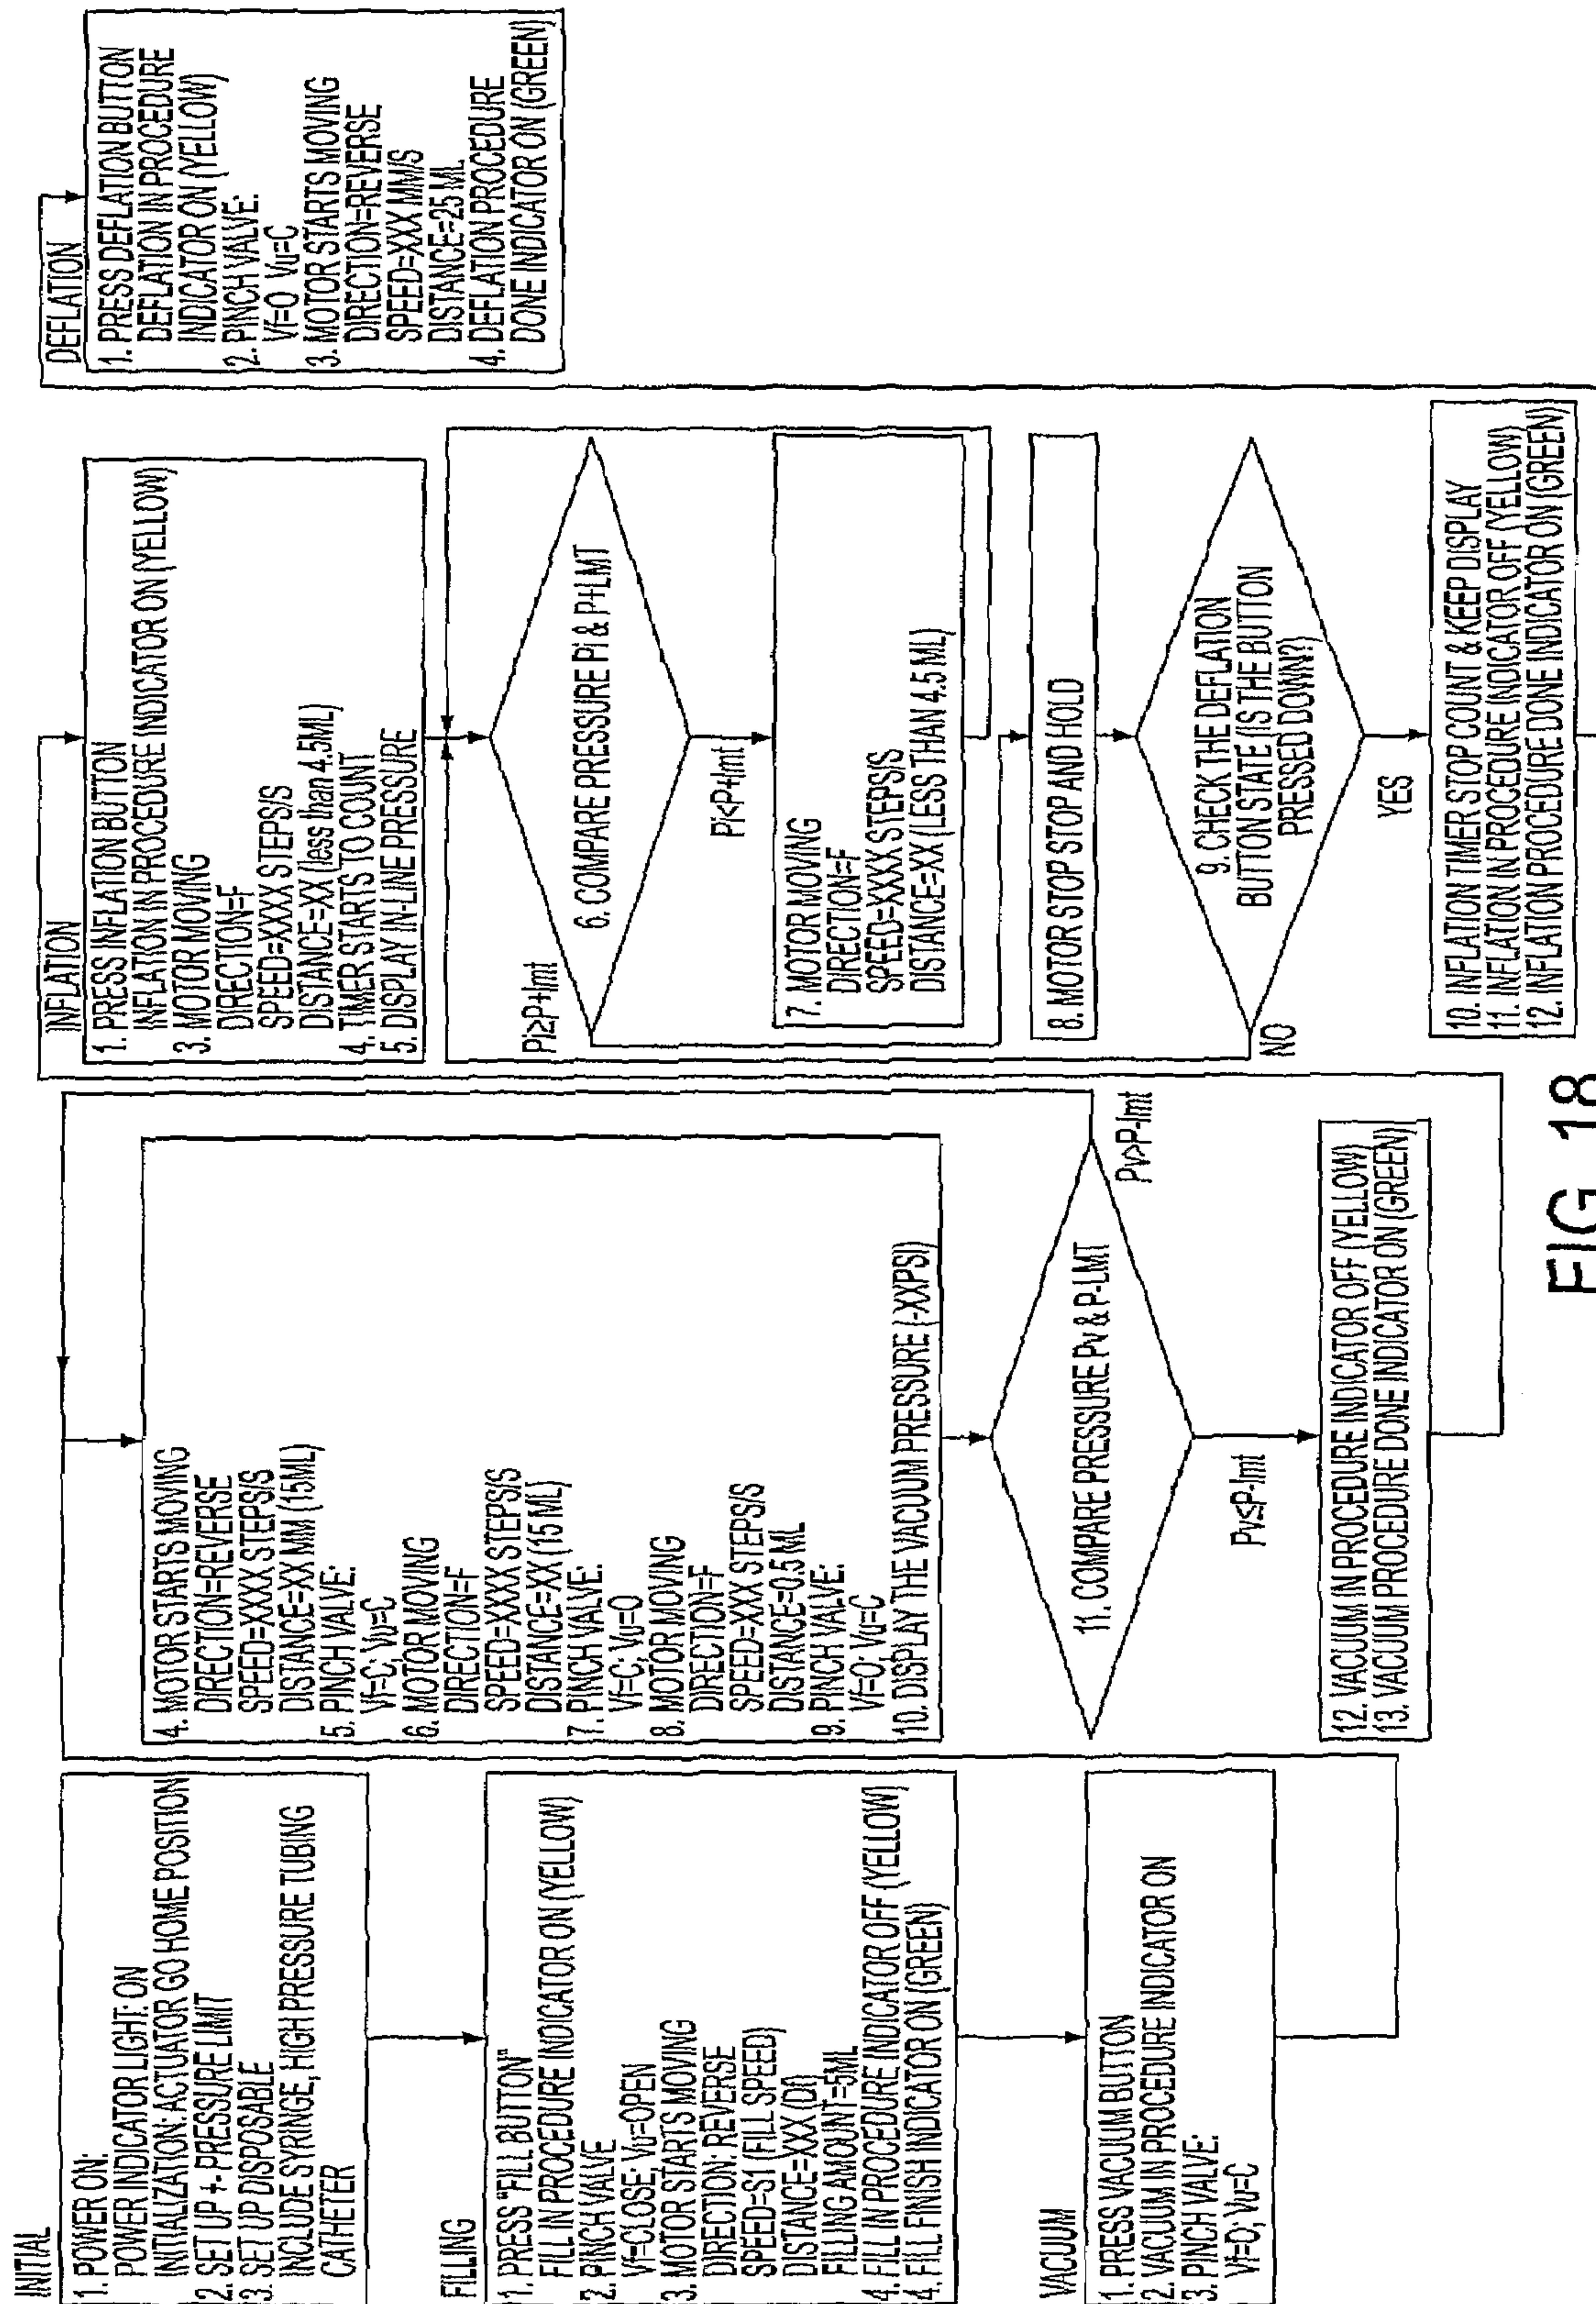 INITIAL
1. POWER ON:
POWER INDICATOR LIGHT: ON
INITIALIZATION: ACTUATOR GO HOME POSITION
2. SET UP +- PRESSURE LIMIT
3. SET UP DISPOSABLE
INCLUDE SYRINGE, HIGH PRESSURE TUBING
CATHETER
FILLING
1. PRESS "FILL BUTTON"
FILL IN PROCEDURE INDICATOR ON (YELLOW)
2. PINCH VALVE
Vf=CLOSE; Vu=OPEN
3. MOTOR STARTS MOVING
DIRECTION: REVERSE
SPEED=S1 (FILL SPEED)
DISTANCE=XXX (Df)
FILLING AMOUNT=5ML
4. FILL IN PROCEDURE INDICATOR OFF (YELLOW)
4. FILL FINISH INDICATOR ON (GREEN)
VACUUM
1. PRESS VACUUM BUTTON
2. VACUUM IN PROCEDURE INDICATOR ON
3. PINCH VALVE:
Vf=O; Vu=C
4. MOTOR STARTS MOVING
DIRECTION=REVERSE
SPEED=XXXX STEPS/S
DISTANCE=XX MM (15ML)
5. PINCH VALVE:
Vf=C; Vu=C
6. MOTOR MOVING
DIRECTION=F
SPEED=XXXX STEPS/S
DISTANCE=XX (15 ML)
7. PINCH VALVE:
Vf=C; Vu=O
8. MOTOR MOVING
DIRECTION=F
SPEED=XXX STEPS/S
DISTANCE=0.5 ML
9. PINCH VALVE:
Vf=O; Vu=C
10. DISPLAY THE VACUUM PRESSURE (-XXPSI)
11. COMPARE PRESSURE Pv & P-LMT
Pv>P-lmt
Pv≤P-lmt
12. VACUUM IN PROCEDURE INDICATOR OFF (YELLOW)
13. VACUUM PROCEDURE DONE INDICATOR ON (GREEN)
INFLATION
1. PRESS INFLATION BUTTON
INFLATION IN PROCEDURE INDICATOR ON (YELLOW)
3. MOTOR MOVING
DIRECTION=F
SPEED=XXXX STEPS/S
DISTANCE=XX (less than 4.5ML)
4. TIMER STARTS TO COUNT
5. DISPLAY IN-LINE PRESSURE
Pi≥P+lmt
6. COMPARE PRESSURE Pi & P+LMT
Pi<P+lmt
7. MOTOR MOVING
DIRECTION=F
SPEED=XXXX STEPS/S
DISTANCE=XX (LESS THAN 4.5 ML)
8. MOTOR STOP STOP AND HOLD
9. CHECK THE DEFLATION
BUTTON STATE (IS THE BUTTON
PRESSED DOWN?)
NO
YES
10. INFLATION TIMER STOP COUNT & KEEP DISPLAY
11. INFLATION IN PROCEDURE INDICATOR OFF (YELLOW)
12. INFLATION PROCEDURE DONE INDICATOR ON (GREEN)
DEFLATION
1. PRESS DEFLATION BUTTON
DEFLATION IN PROCEDURE
INDICATOR ON (YELLOW)
2. PINCH VALVE:
Vf=O Vu=C
3. MOTOR STARTS MOVING
DIRECTION=REVERSE
SPEED=XXX MM/S
DISTANCE=25 ML
4. DEFLATION PROCEDURE
DONE INDICATOR ON (GREEN)
FIG. 18